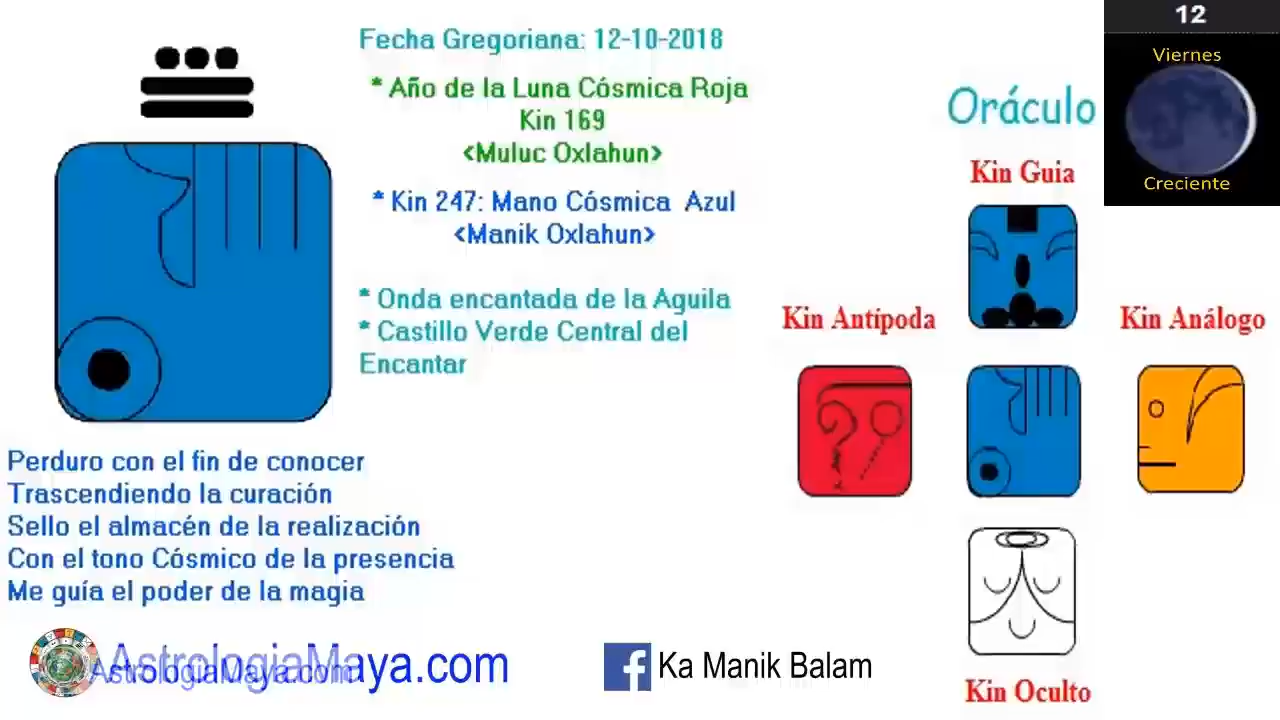 Fecha Gregoriana: 12-10-2018
* Año de la Luna Cósmica Roja
Kin 169
<Muluc Oxlahun>
* Kin 247: Mano Cósmica Azul
<Manik Oxlahun>
* Onda encantada de la Aguila
* Castillo Verde Central del
Encantar
Perduro con el fin de conocer
Trascendiendo la curación
Sello el almacén de la realización
Con el tono Cósmico de la presencia
Me guía el poder de la magia
AstrologiaMaya.com
AstrologiaMaya.com
Ka Manik Balam
12
Viernes
Creciente
Oráculo
Kin Guia
Kin Antípoda
Kin Análogo
Kin Oculto